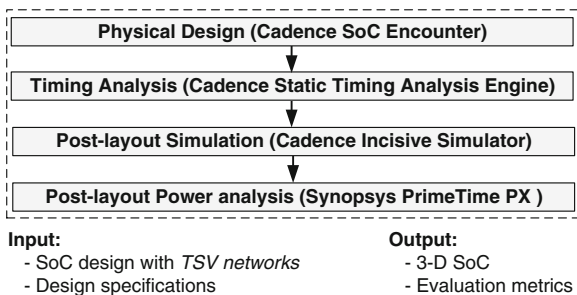 Physical Design (Cadence SoC Encounter)
Timing Analysis (Cadence Static Timing Analysis Engine)
Post-layout Simulation (Cadence Incisive Simulator)
Post-layout Power analysis (Synopsys PrimeTime PX )
Input:
- SoC design with TSV networks
- Design specifications
Output:
- 3-D SoC
- Evaluation metrics